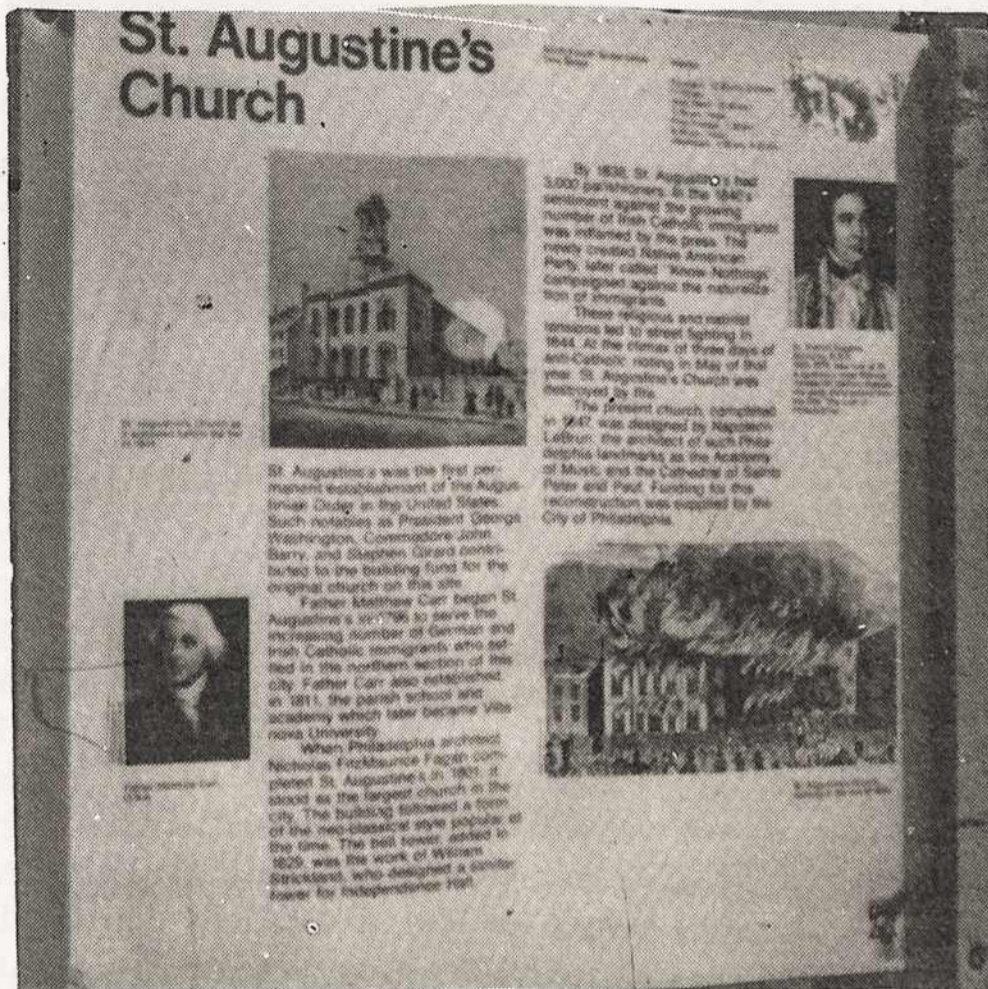 St. Augustine's
Church
St. Augustine's was the first per-
manent establishment of the Augus-
tinian Order in the United States.
Such notables as President George
Washington, Commodore John
Barry, and Stephen Girard contri-
buted to the building fund for the
original church on this site.
Father Matthew Carr began St.
Augustine's in 1796 to serve the
increasing number of German and
Irish Catholic immigrants who set-
tled in the northern section of the
city. Father Carr also established,
in 1811, the parish school and
academy which later became Villa-
nova University.
When Philadelphia architect
Nicholas FitzMaurice Fagan com-
pleted St. Augustine's in 1801, it
stood as the largest church in the
city. The building followed a form
of the neo-classical style popular at
the time. The bell tower, added in
1829, was the work of William
Strickland, who designed a similar
tower for Independence Hall.
By 1838, St. Augustine's had
3,000 parishioners. In the 1840's
sentiment against the growing
number of Irish Catholic immigrants
was inflamed by the press. The
newly created Native American
Party, later called "Know Nothings,"
campaigned against the naturaliza-
tion of immigrants.
These religious and nativist
tensions led to street fighting in
1844. At the climax of three days of
anti-Catholic rioting in May of that
year, St. Augustine's Church was
destroyed by fire.
The present church, completed
in 1847, was designed by Napoleon
LeBrun, the architect of such Phila-
delphia landmarks as the Academy
of Music and the Cathedral of Saints
Peter and Paul. Funding for the
reconstruction was supplied by the
City of Philadelphia.
Father Matthew Carr